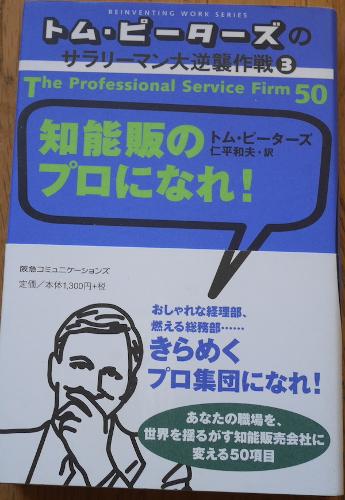 REINVENTING WORK SERIES
トム・ピーターズの
サラリーマン大逆襲作戦❸
The Professional Service Firm 50
知能販の
プロになれ!
トム・ピーターズ
仁平和夫・訳
阪急コミュニケーションズ
定価/本体1,300円+税
おしゃれな経理部、
燃える総務部……
きらめく
プロ集団になれ!
あなたの職場を、
世界を揺るがす知能販売会社に
変える50項目